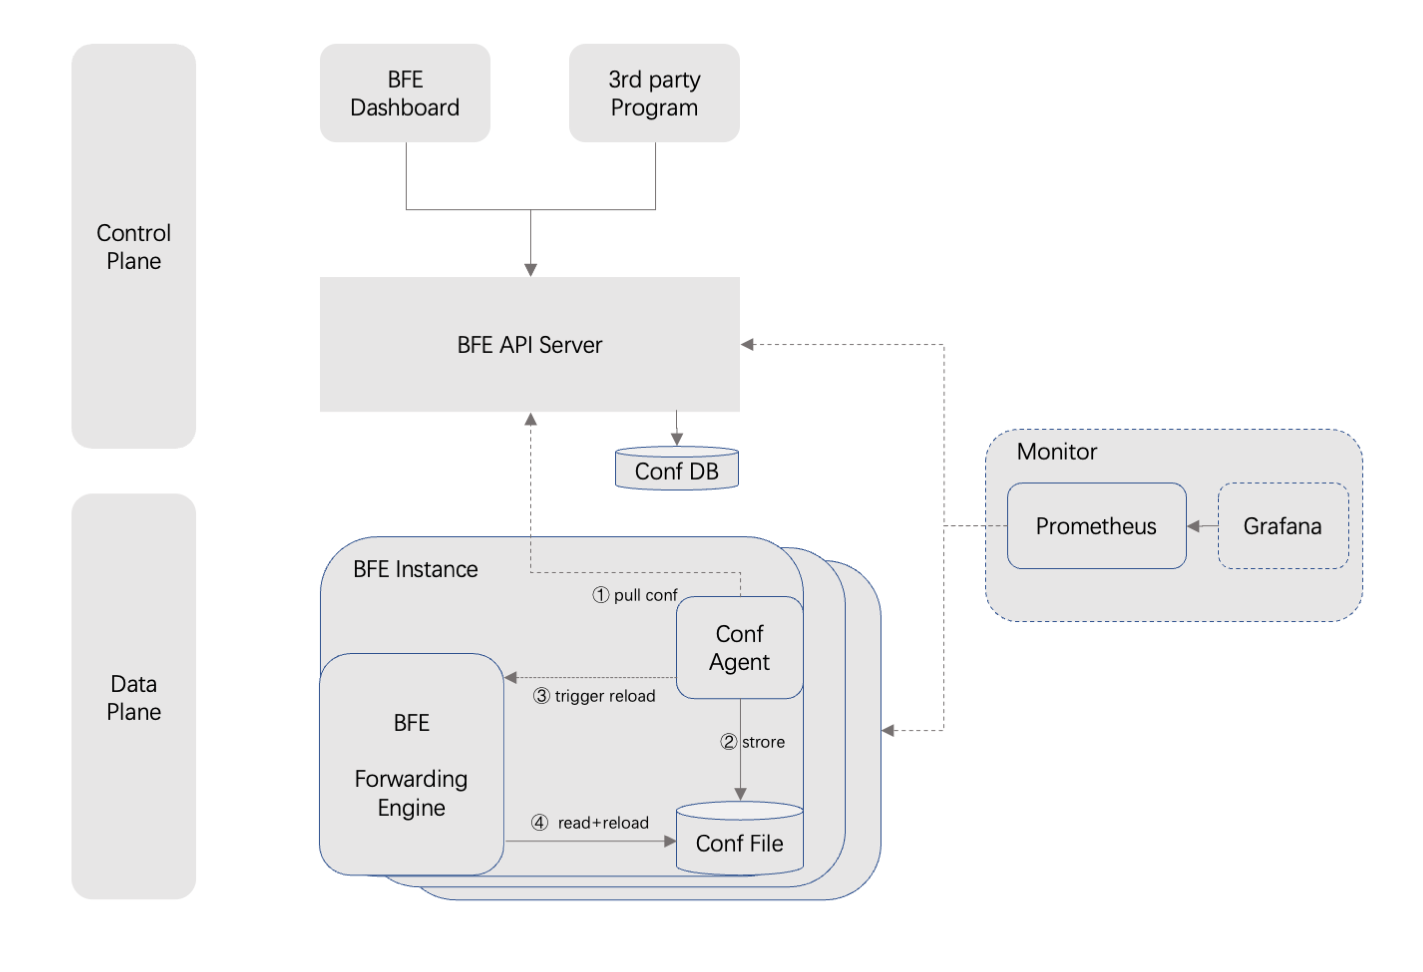 BFE
Dashboard
3rd party
Program
Control
Plane
BFE API Server
Conf DB
Monitor
Prometheus
Grafana
BFE Instance
① pull conf
Conf
Agent
③ trigger reload
Data
Plane
BFE
Forwarding
Engine
② strore
④ read+reload
Conf File